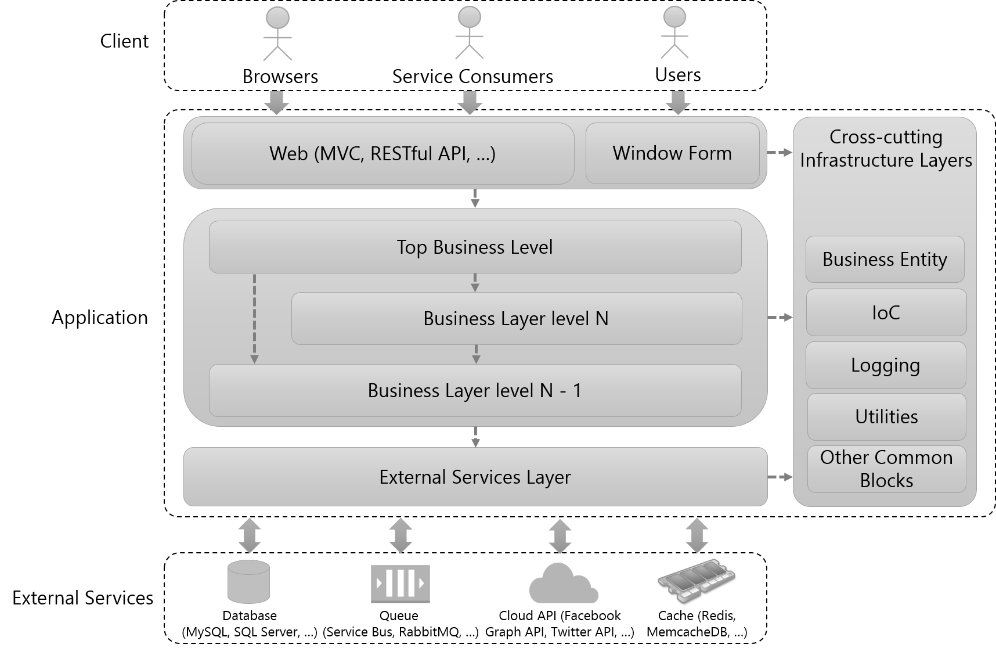 Client
Browsers
Service Consumers
Users
Web (MVC, RESTful API, ...)
Window Form
Cross-cutting
Infrastructure Layers
Application
Top Business Level
Business Layer level N
Business Layer level N - 1
External Services Layer
Business Entity
IoC
Logging
Utilities
Other Common
Blocks
External Services
Database
(MySQL, SQL Server, ...)
Queue
(Service Bus, RabbitMQ, ...)
Cloud API (Facebook
Graph API, Twitter API, ...)
Cache (Redis,
MemcacheDB, ...)